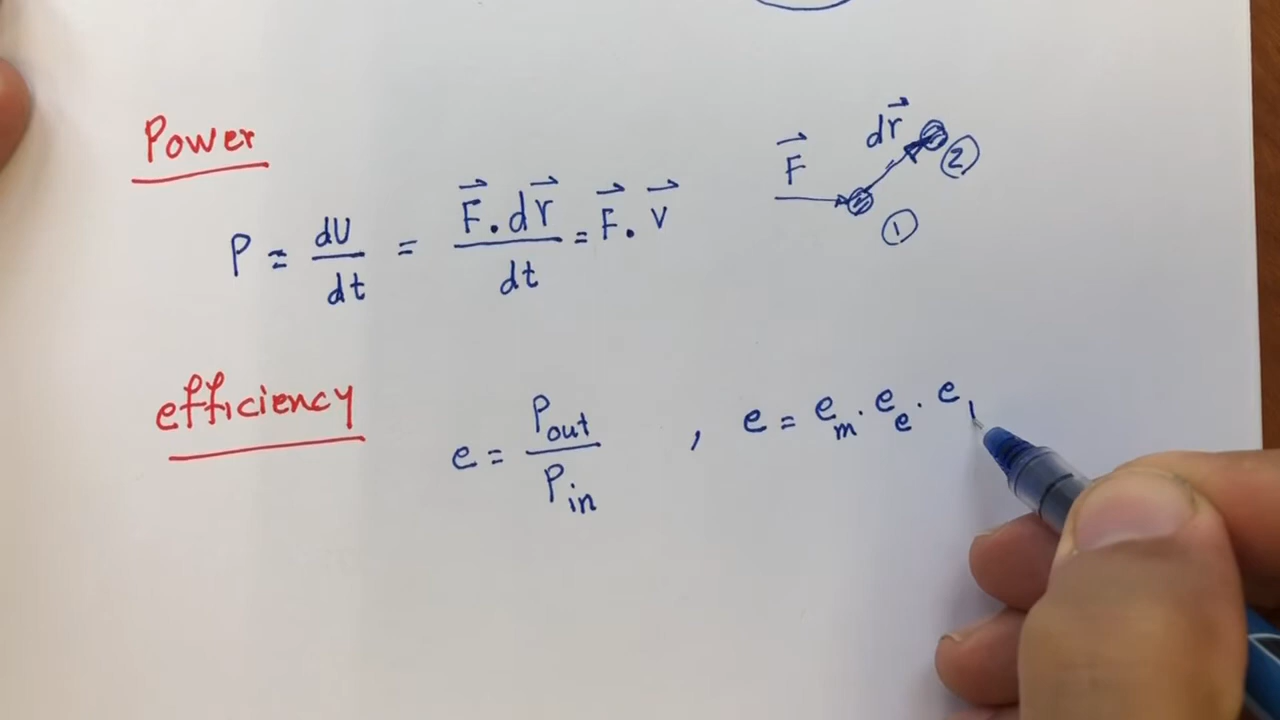 Power
P = dU/dt = F⃗ . dr⃗/dt = F⃗ . v⃗
F⃗ dr⃗ 1 2
efficiency
e = Pout/Pin , e = em . ee . e